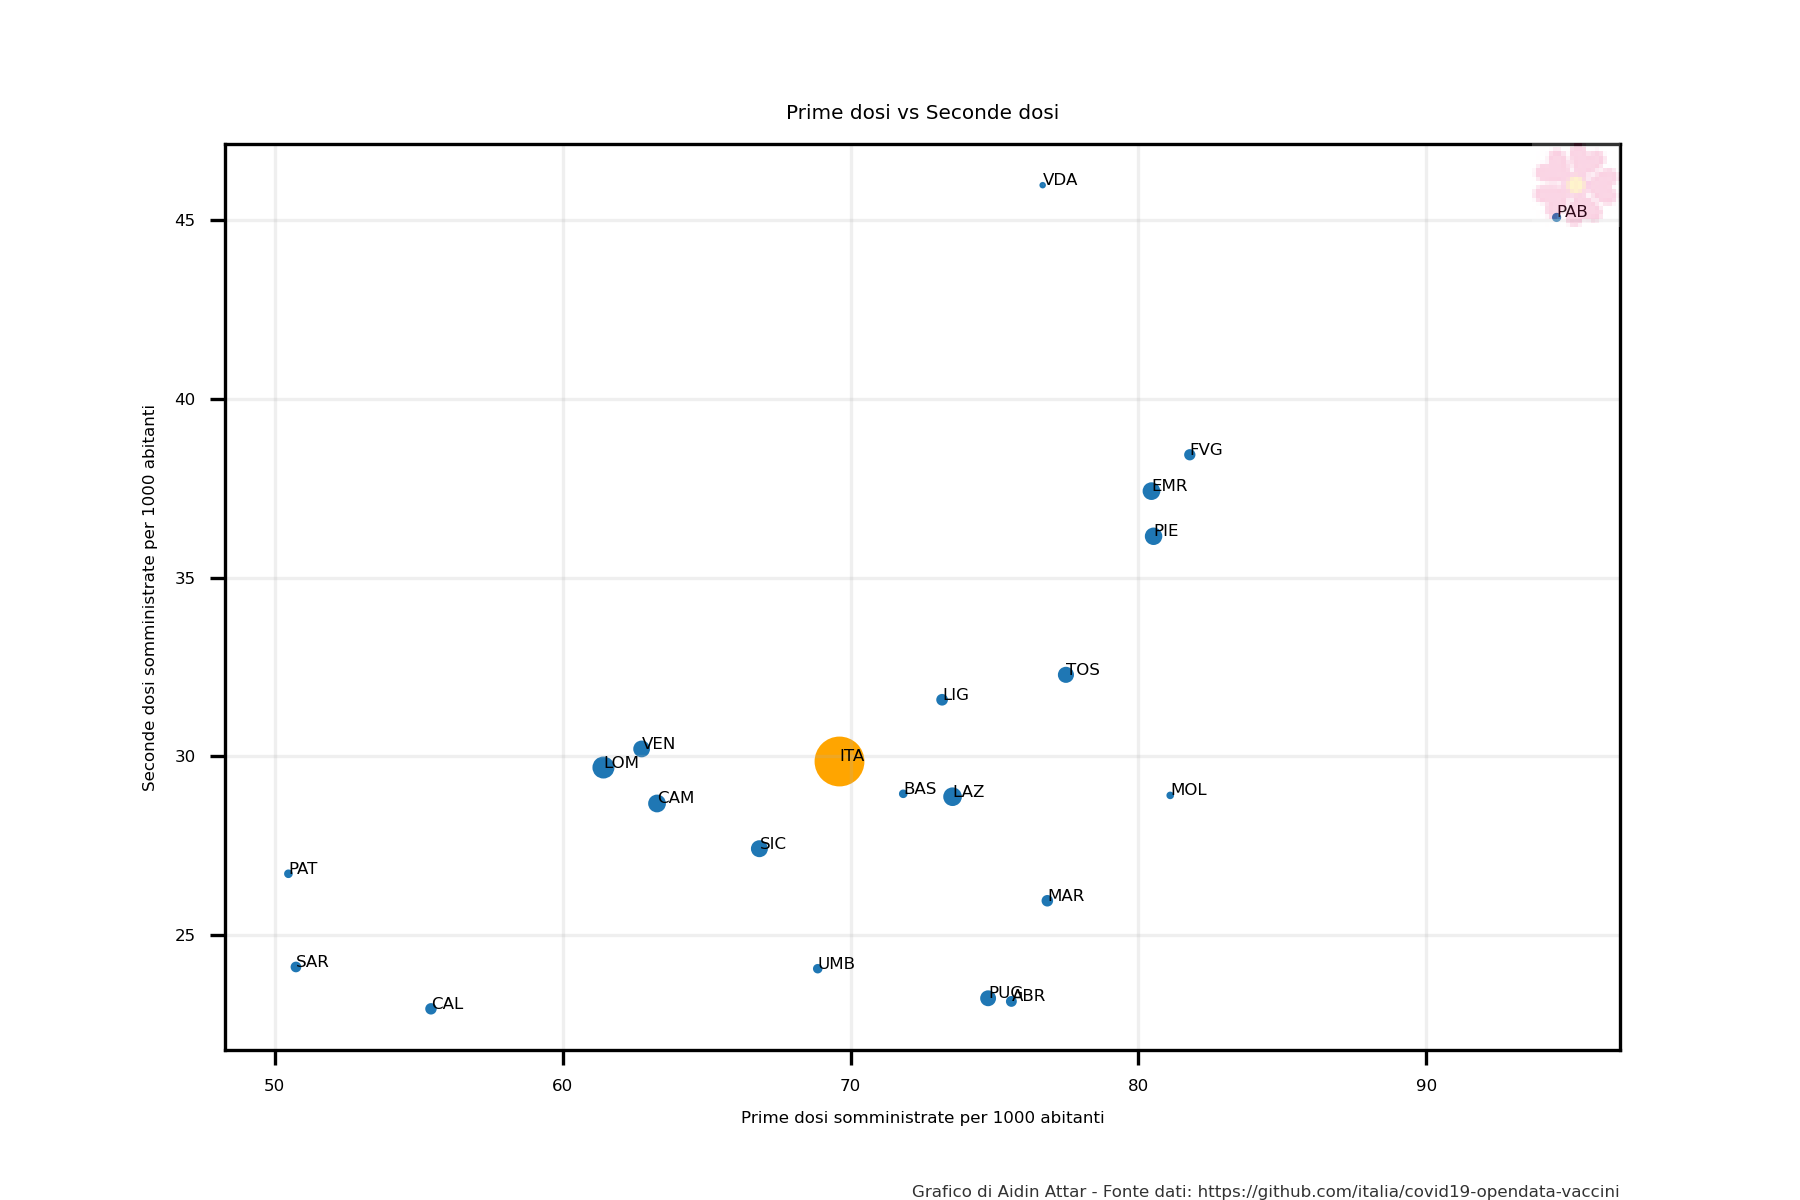 Prime dosi vs Seconde dosi
VDA
PAB
45
40
FVG
EMR
PIE
35
TOS
LIG
VEN
ITA
30
LOM
BAS
LAZ
MOL
CAM
SIC
PAT
MAR
25
SAR
UMB
PUG
ABR
CAL
Seconde dosi somministrate per 1000 abitanti
50 60 70 80 90
Prime dosi somministrate per 1000 abitanti
Grafico di Aidin Attar - Fonte dati: https://github.com/italia/covid19-opendata-vaccini